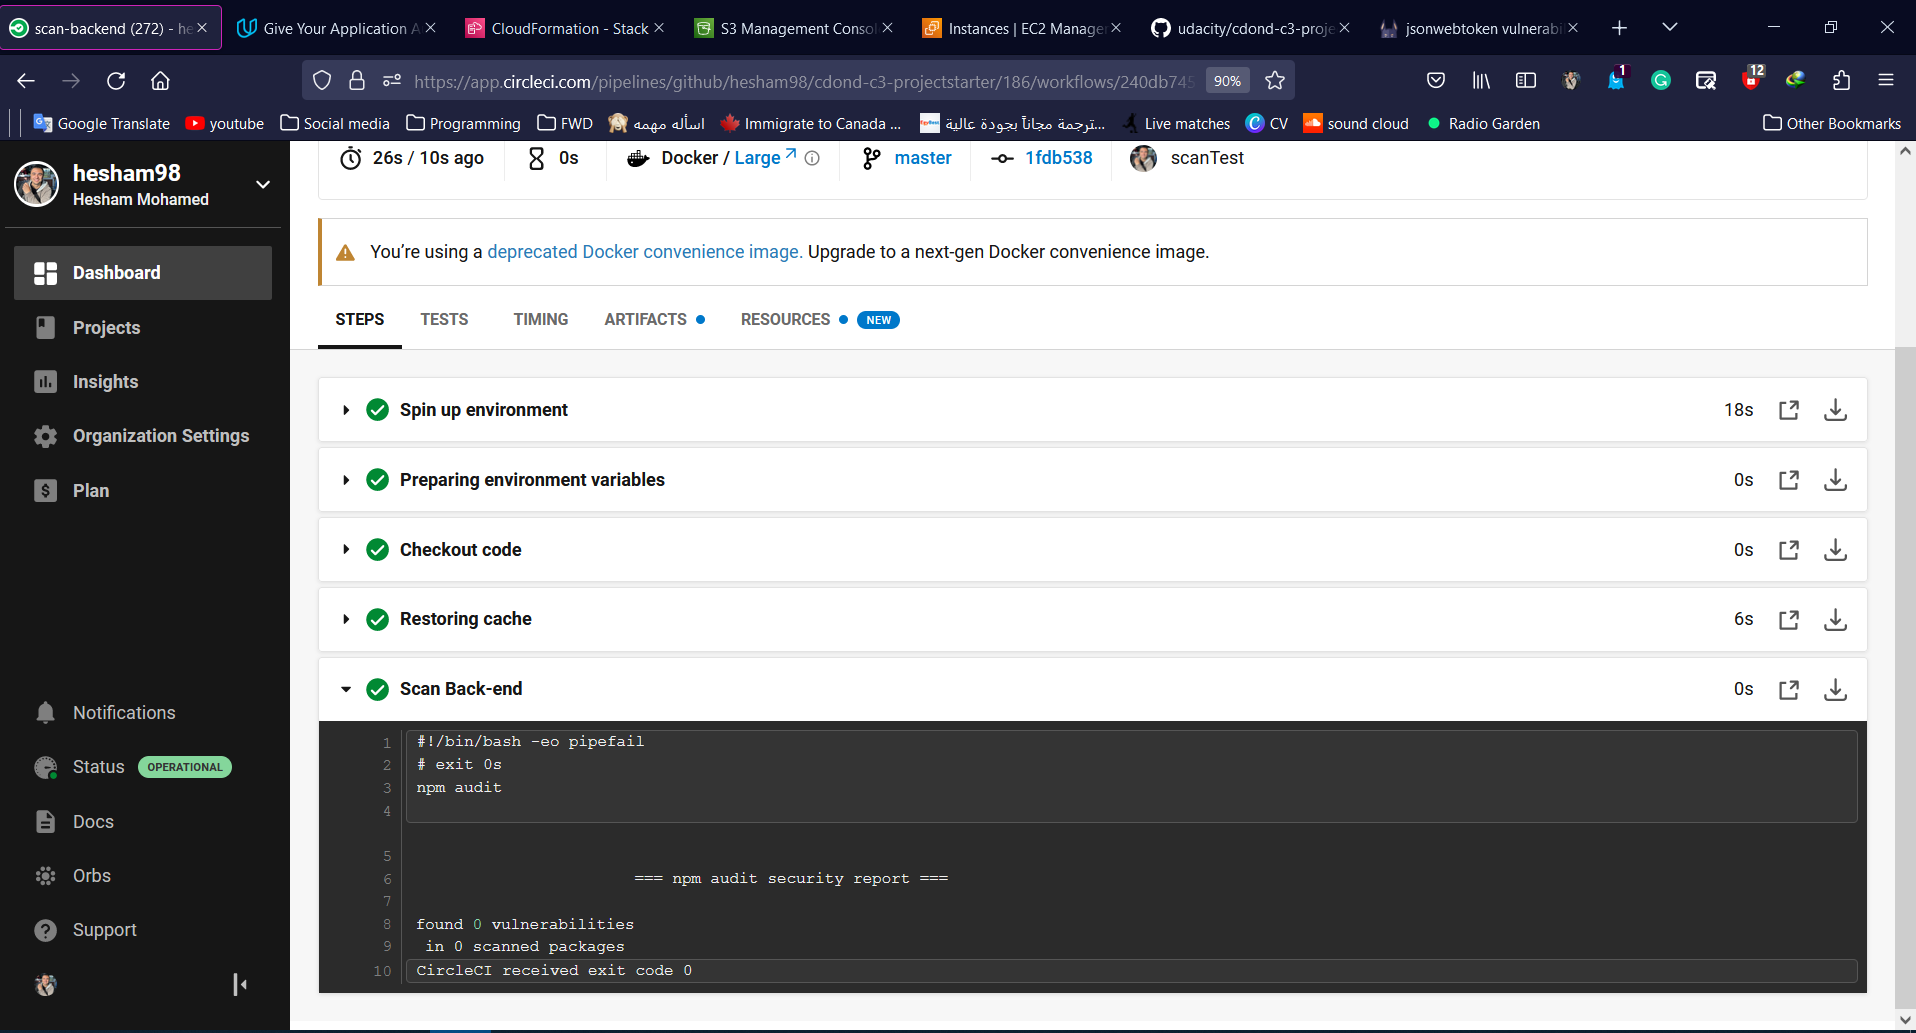 scan-backend (272) - he
Give Your Application A
CloudFormation - Stack
S3 Management Consol
Instances | EC2 Manage
udacity/cdond-c3-proje
jsonwebtoken vulnerabil
https://app.circleci.com/pipelines/github/hesham98/cdond-c3-projectstarter/186/workflows/240db745
90%
1
12
Google Translate
youtube
Social media
Programming
FWD
اسأله مهمه
Immigrate to Canada ...
ترجمة مجاناً بجودة عالية...
Live matches
CV
sound cloud
Radio Garden
Other Bookmarks
hesham98
Hesham Mohamed
Dashboard
Projects
Insights
Organization Settings
Plan
Notifications
Status OPERATIONAL
Docs
Orbs
Support
26s / 10s ago
0s
Docker / Large
master
1fdb538
scanTest
You’re using a deprecated Docker convenience image. Upgrade to a next-gen Docker convenience image.
STEPS TESTS TIMING ARTIFACTS RESOURCES NEW
Spin up environment 18s
Preparing environment variables 0s
Checkout code 0s
Restoring cache 6s
Scan Back-end 0s
1 #!/bin/bash -eo pipefail
2 # exit 0s
3 npm audit
4
5
6 === npm audit security report ===
7
8 found 0 vulnerabilities
9 in 0 scanned packages
10 CircleCI received exit code 0